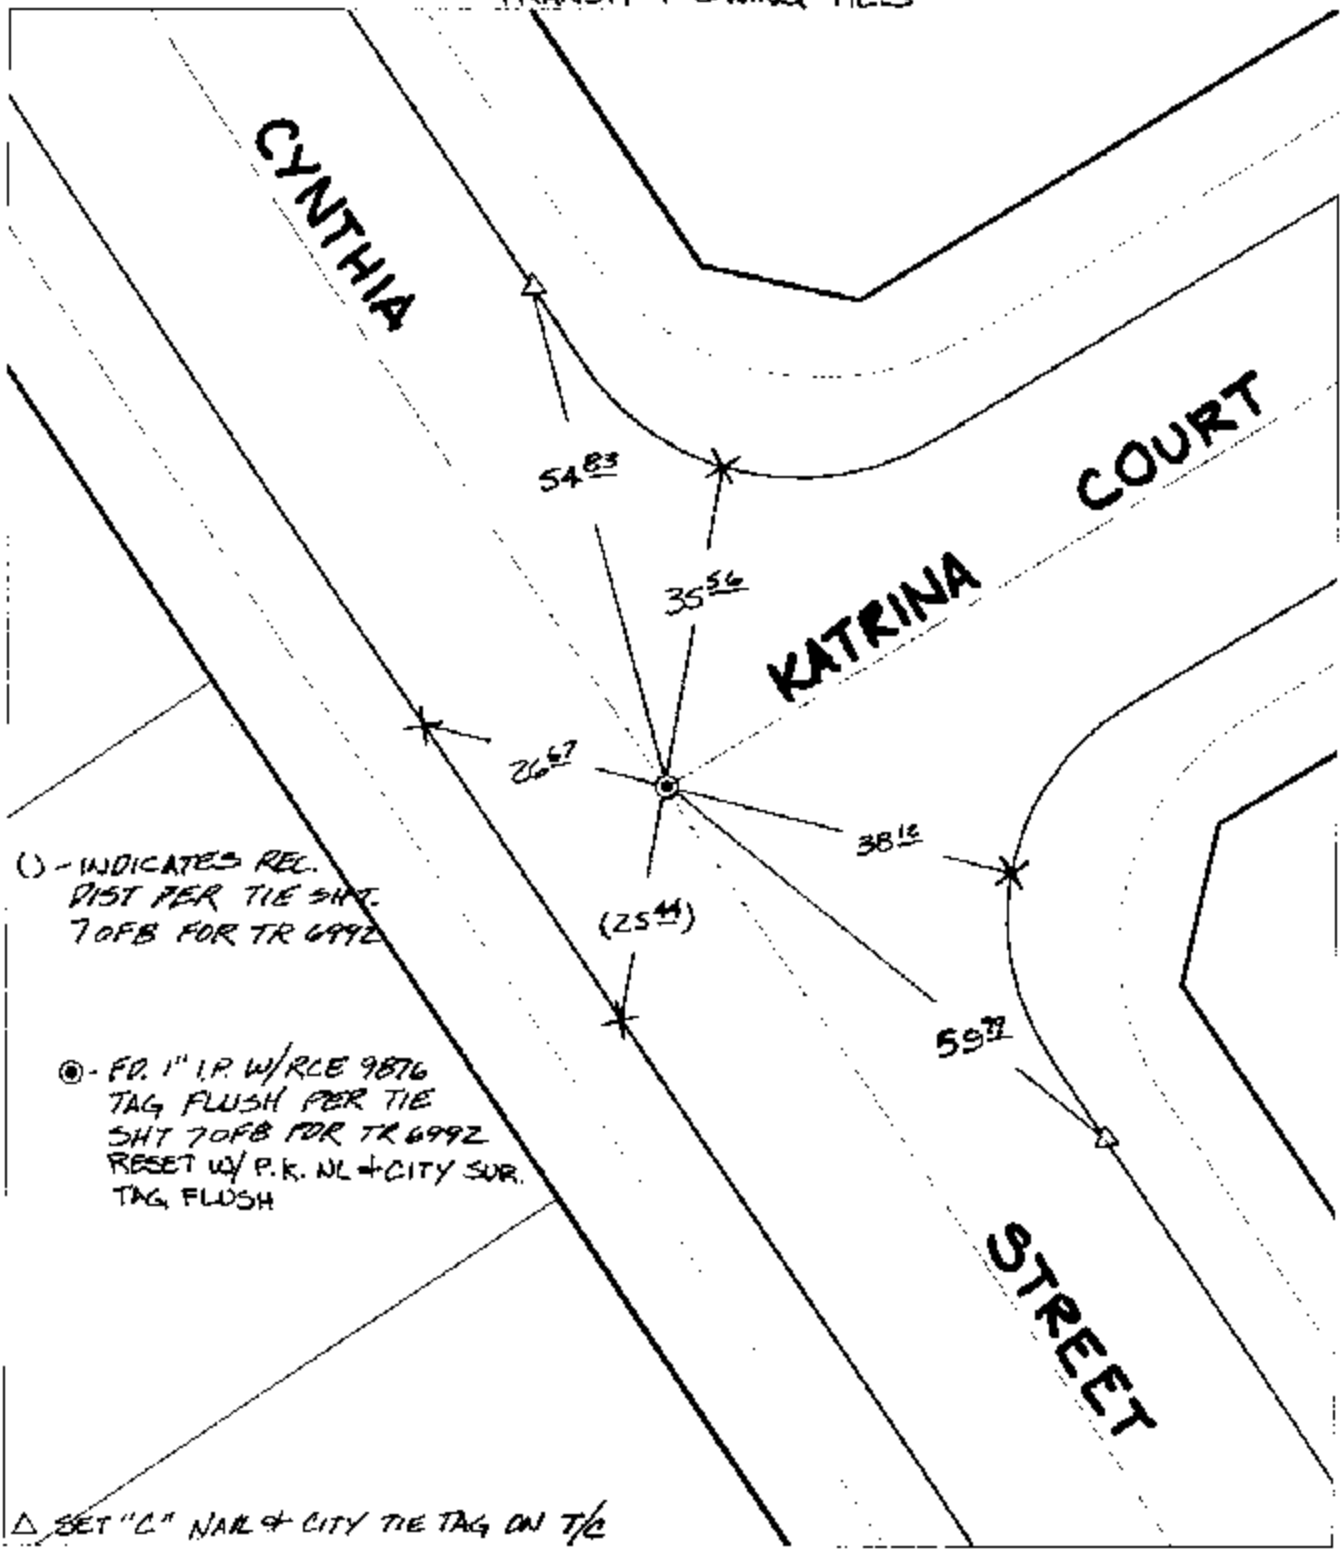 CYNTHIA
54 83
COURT
35 56
KATRINA
26 67
38 12
() - INDICATES REC.
DIST PER TIE SHT.
7 OF 8 FOR TR 6992
(25 44)
- FD. 1" I.P. W/RCE 9876
TAG FLUSH PER TIE
SHT 7 OF 8 FOR TR 6992
RESET W/ P.K. NL & CITY SUR.
TAG FLUSH
STREET
△ SET "C" NAIL & CITY TIE TAG ON T/C